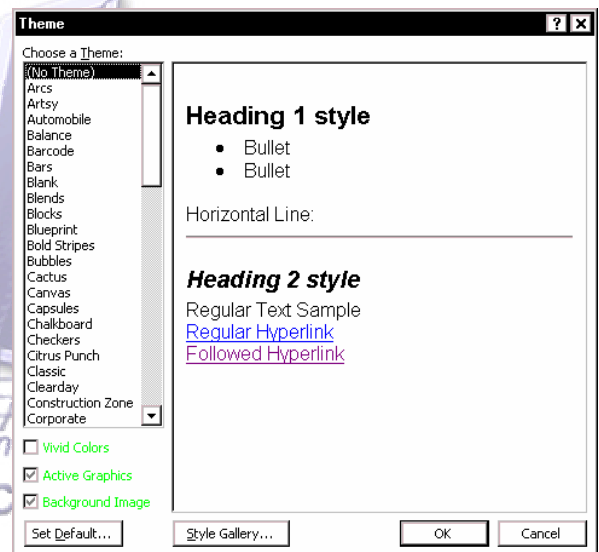 Theme
Choose a Theme:
(No Theme)
Arcs
Artsy
Automobile
Balance
Barcode
Bars
Blank
Blends
Blocks
Blueprint
Bold Stripes
Bubbles
Cactus
Canvas
Capsules
Chalkboard
Checkers
Citrus Punch
Classic
Clearday
Construction Zone
Corporate
Vivid Colors
Active Graphics
Background Image
Heading 1 style
• Bullet
• Bullet
Horizontal Line:
Heading 2 style
Regular Text Sample
Regular Hyperlink
Followed Hyperlink
Set Default... Style Gallery... OK Cancel